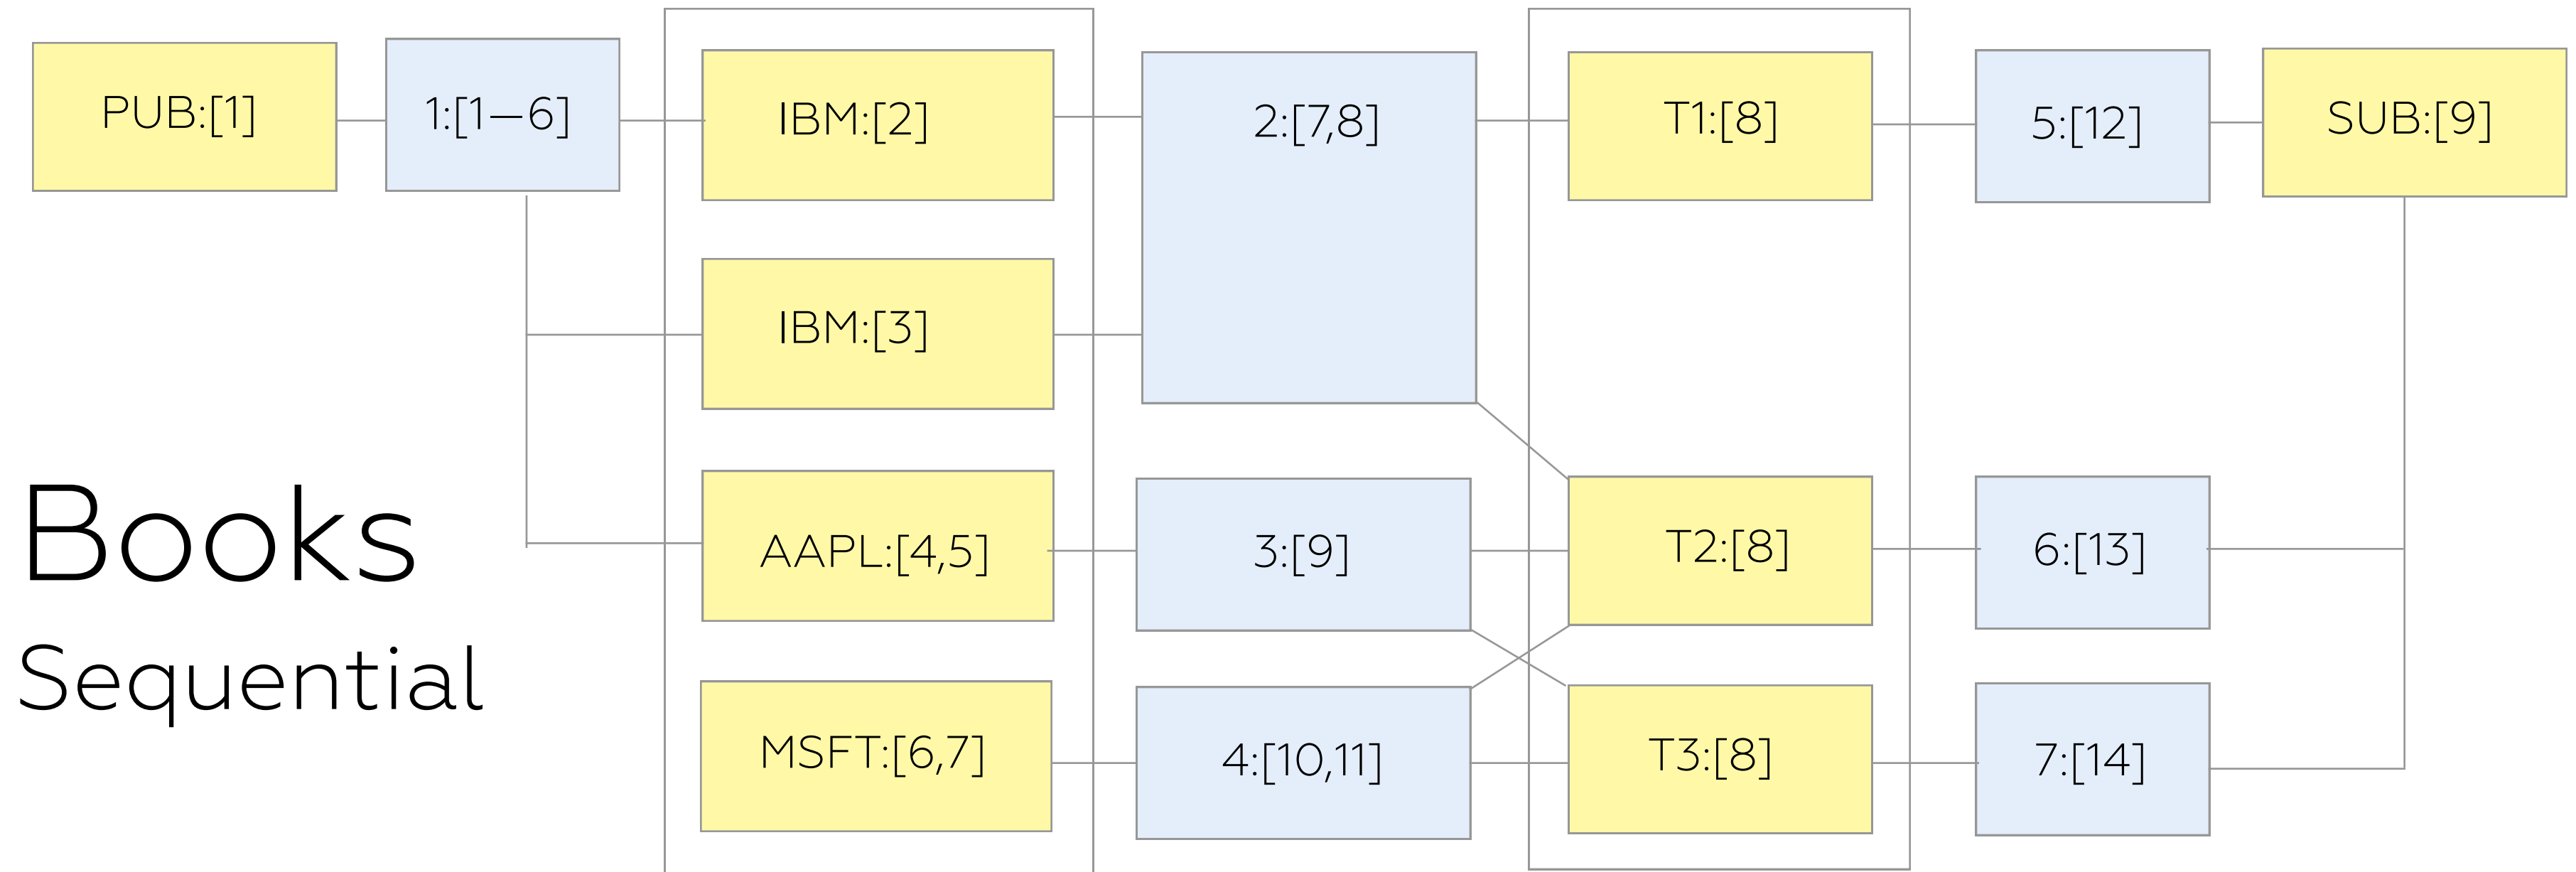 PUB:[1]
1:[1–6]
IBM:[2]
2:[7,8]
T1:[8]
5:[12]
SUB:[9]
IBM:[3]
AAPL:[4,5]
3:[9]
T2:[8]
6:[13]
MSFT:[6,7]
4:[10,11]
T3:[8]
7:[14]
Books
Sequential